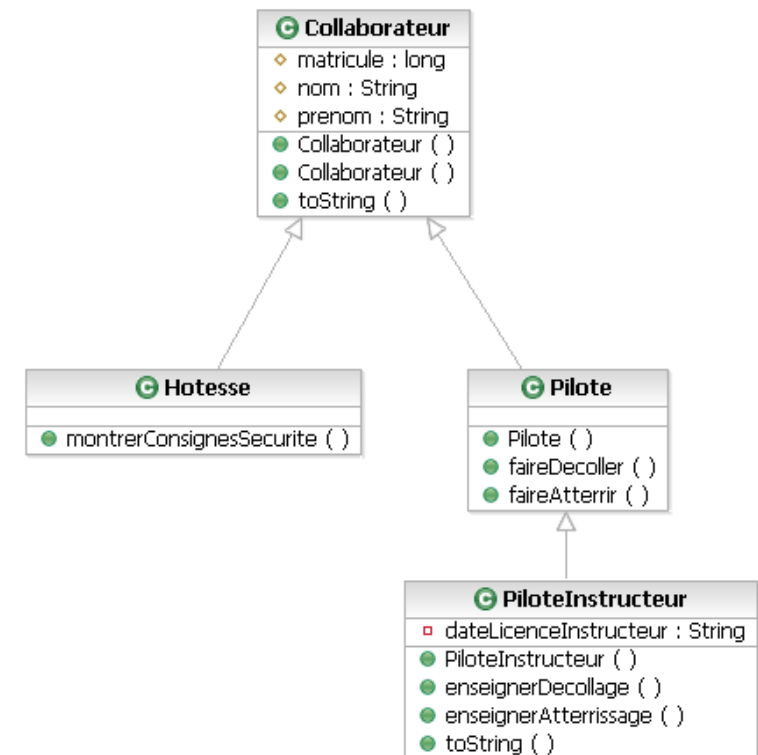 Collaborateur
matricule : long
nom : String
prenom : String
Collaborateur ( )
Collaborateur ( )
toString ( )
Hotesse
montrerConsignesSecurite ( )
Pilote
Pilote ( )
faireDecoller ( )
faireAtterrir ( )
PiloteInstructeur
dateLicenceInstructeur : String
PiloteInstructeur ( )
enseignerDecollage ( )
enseignerAtterrissage ( )
toString ( )